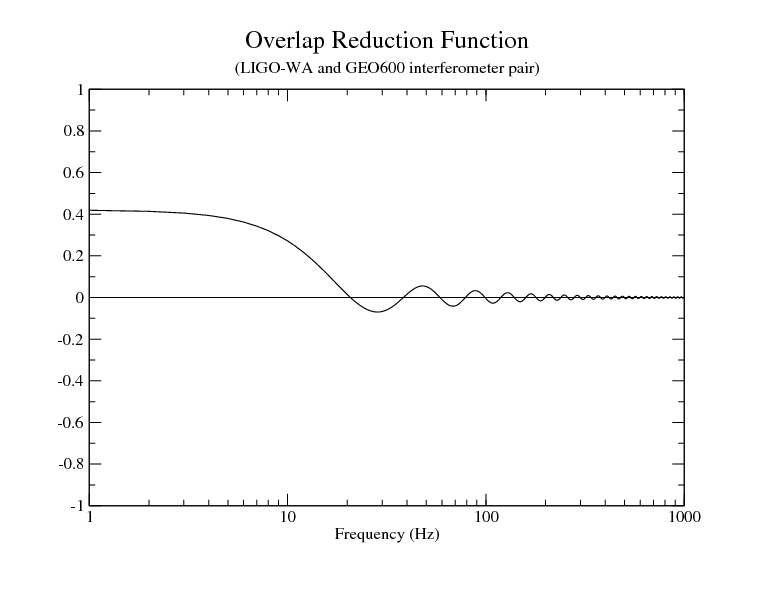 Overlap Reduction Function
(LIGO-WA and GEO600 interferometer pair)
1
0.8
0.6
0.4
0.2
0
-0.2
-0.4
-0.6
-0.8
-1
1 10 100 1000
Frequency (Hz)